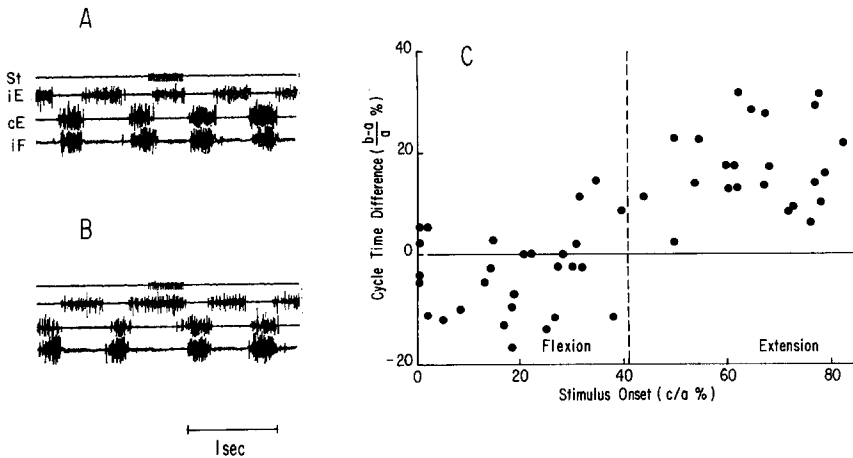 A
St
iE
cE
iF
B
1sec
C
40
20
0
-20
Cycle Time Difference (b-a/a %)
Flexion
Extension
0 20 40 60 80
Stimulus Onset (c/a %)